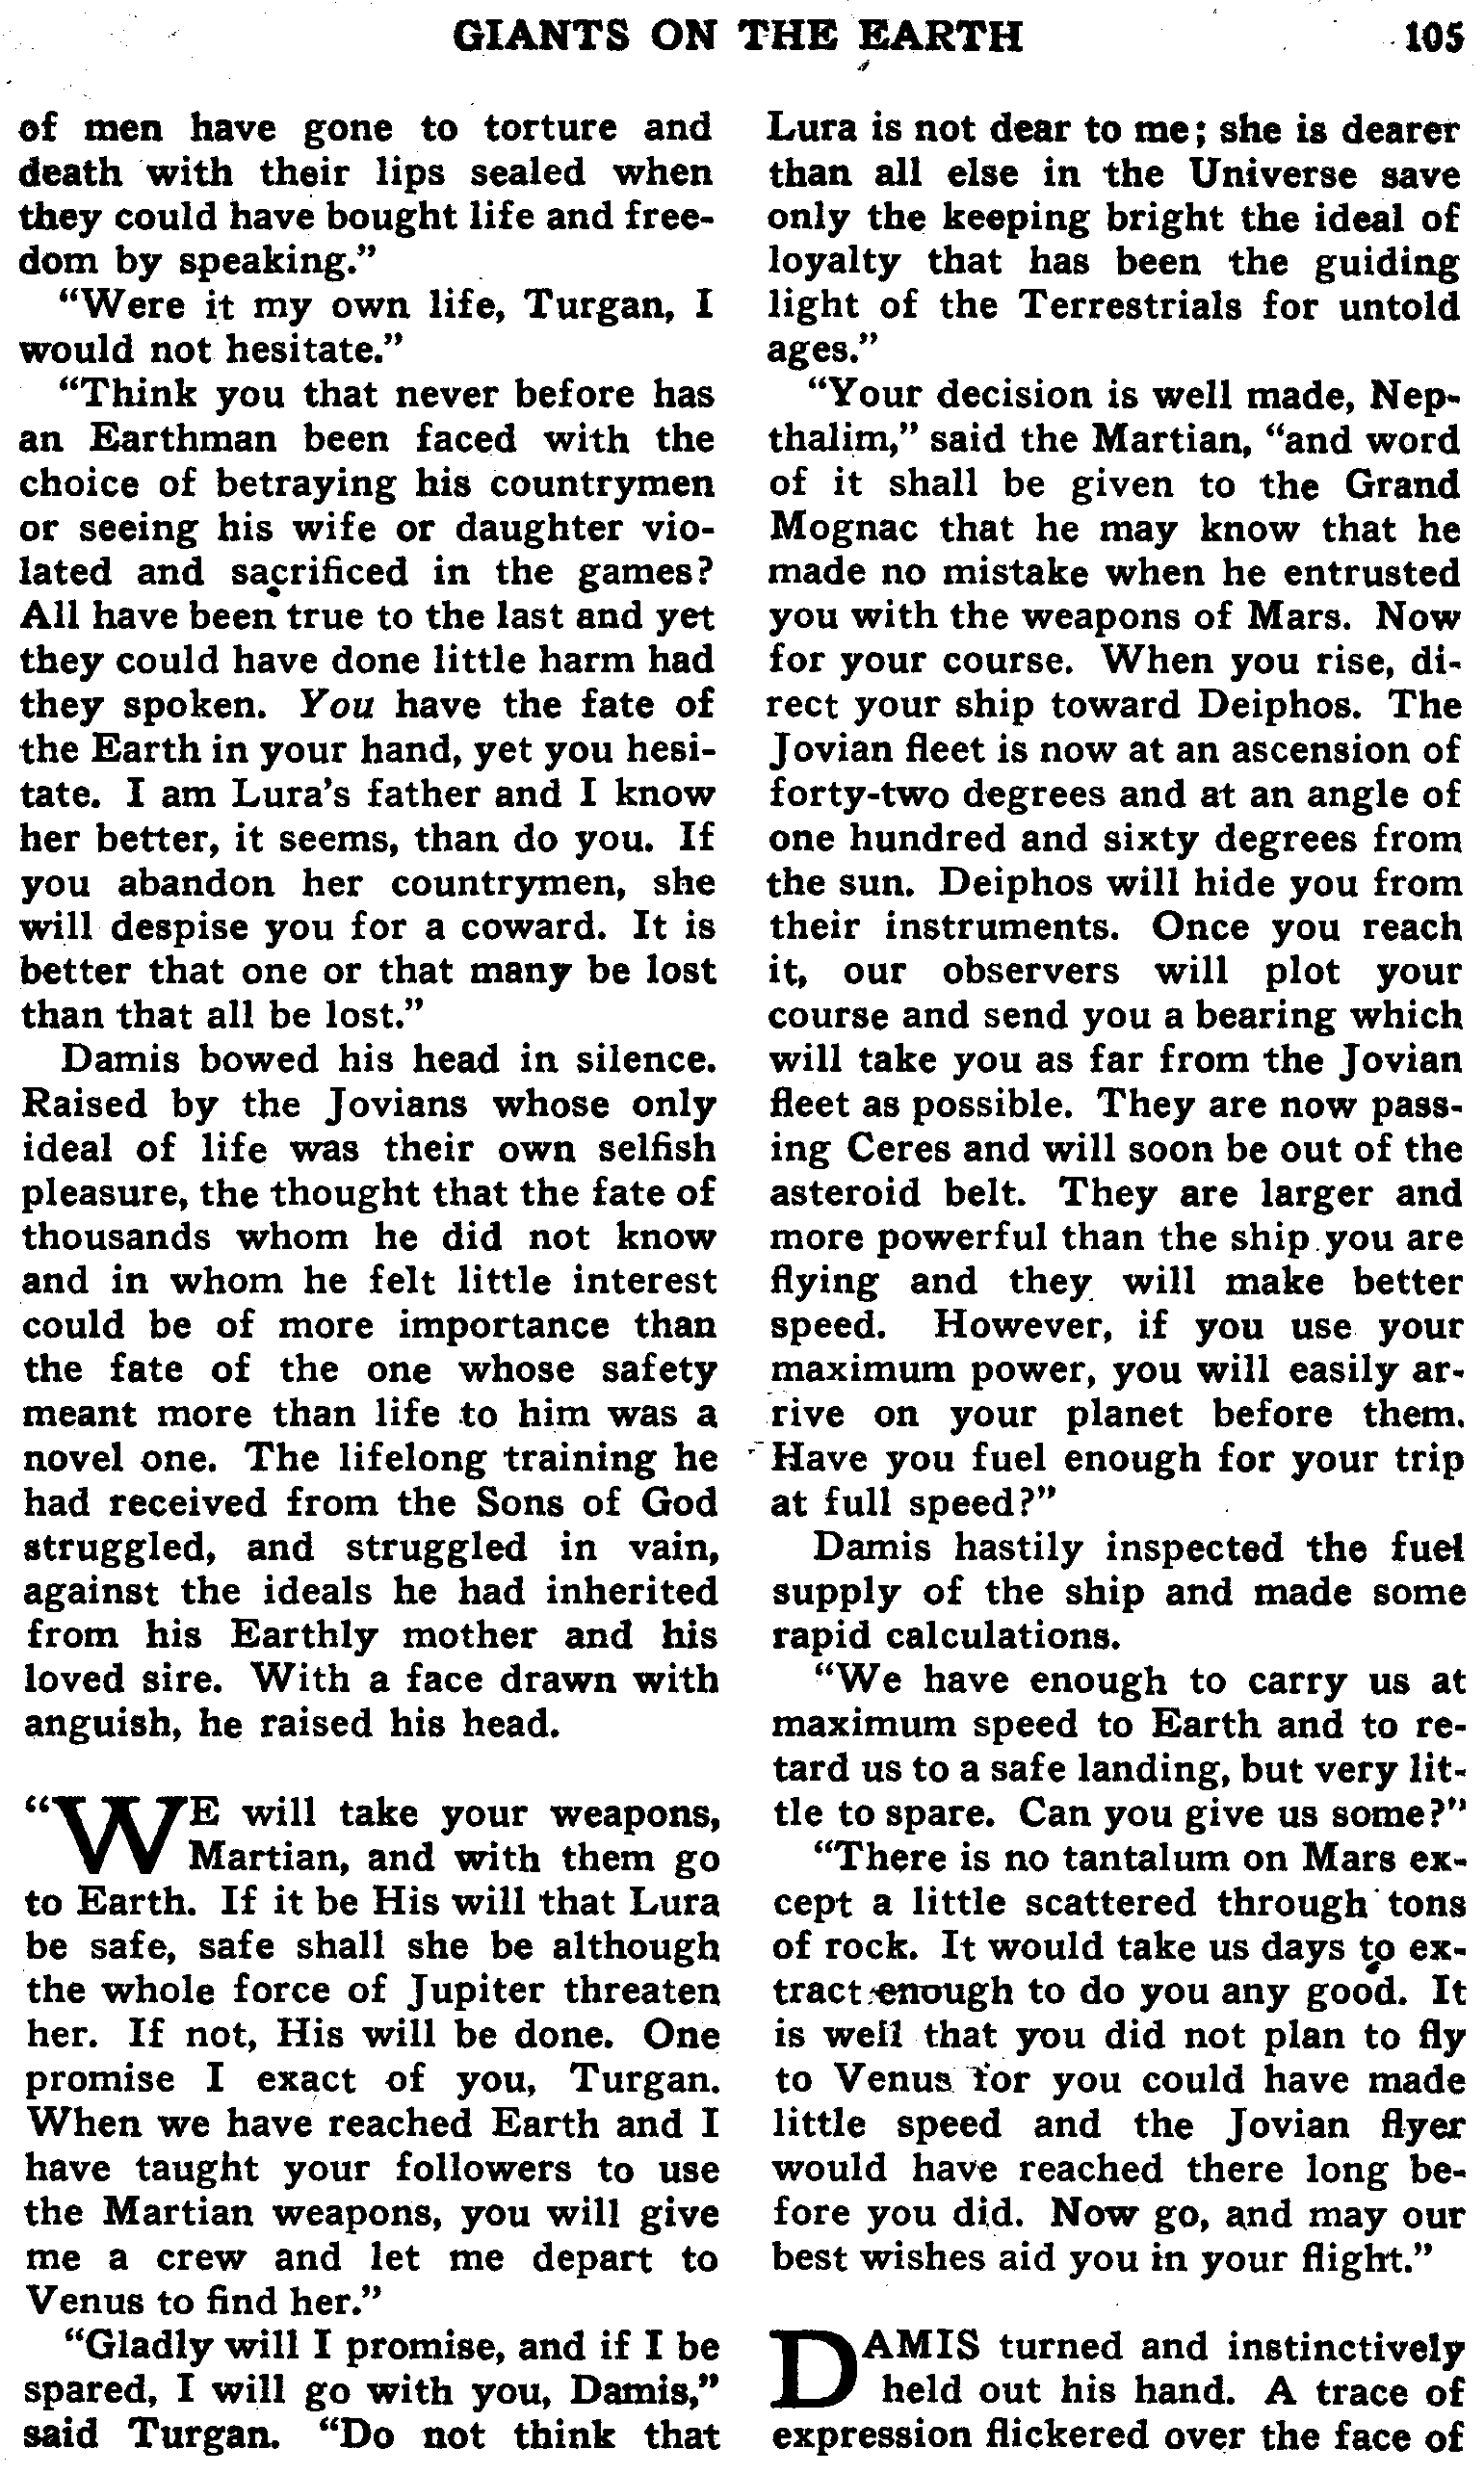 GIANTS ON THE EARTH 105
of men have gone to torture and
death with their lips sealed when
they could have bought life and free-
dom by speaking."
"Were it my own life, Turgan, I
would not hesitate."
"Think you that never before has
an Earthman been faced with the
choice of betraying his countrymen
or seeing his wife or daughter vio-
lated and sacrificed in the games?
All have been true to the last and yet
they could have done little harm had
they spoken. You have the fate of
the Earth in your hand, yet you hesi-
tate. I am Lura's father and I know
her better, it seems, than do you. If
you abandon her countrymen, she
will despise you for a coward. It is
better that one or that many be lost
than that all be lost."
Damis bowed his head in silence.
Raised by the Jovians whose only
ideal of life was their own selfish
pleasure, the thought that the fate of
thousands whom he did not know
and in whom he felt little interest
could be of more importance than
the fate of the one whose safety
meant more than life to him was a
novel one. The lifelong training he
had received from the Sons of God
struggled, and struggled in vain,
against the ideals he had inherited
from his Earthly mother and his
loved sire. With a face drawn with
anguish, he raised his head.
"WE will take your weapons,
Martian, and with them go
to Earth. If it be His will that Lura
be safe, safe shall she be although
the whole force of Jupiter threaten
her. If not, His will be done. One
promise I exact of you, Turgan.
When we have reached Earth and I
have taught your followers to use
the Martian weapons, you will give
me a crew and let me depart to
Venus to find her."
"Gladly will I promise, and if I be
spared, I will go with you, Damis,"
said Turgan. "Do not think that
Lura is not dear to me; she is dearer
than all else in the Universe save
only the keeping bright the ideal of
loyalty that has been the guiding
light of the Terrestrials for untold
ages."
"Your decision is well made, Nep-
thalim," said the Martian, "and word
of it shall be given to the Grand
Mognac that he may know that he
made no mistake when he entrusted
you with the weapons of Mars. Now
for your course. When you rise, di-
rect your ship toward Deiphos. The
Jovian fleet is now at an ascension of
forty-two degrees and at an angle of
one hundred and sixty degrees from
the sun. Deiphos will hide you from
their instruments. Once you reach
it, our observers will plot your
course and send you a bearing which
will take you as far from the Jovian
fleet as possible. They are now pass-
ing Ceres and will soon be out of the
asteroid belt. They are larger and
more powerful than the ship you are
flying and they will make better
speed. However, if you use your
maximum power, you will easily ar-
rive on your planet before them.
Have you fuel enough for your trip
at full speed?"
Damis hastily inspected the fuel
supply of the ship and made some
rapid calculations.
"We have enough to carry us at
maximum speed to Earth and to re-
tard us to a safe landing, but very lit-
tle to spare. Can you give us some?"
"There is no tantalum on Mars ex-
cept a little scattered through tons
of rock. It would take us days to ex-
tract enough to do you any good. It
is well that you did not plan to fly
to Venus for you could have made
little speed and the Jovian flyer
would have reached there long be-
fore you did. Now go, and may our
best wishes aid you in your flight."
DAMIS turned and instinctively
held out his hand. A trace of
expression flickered over the face of